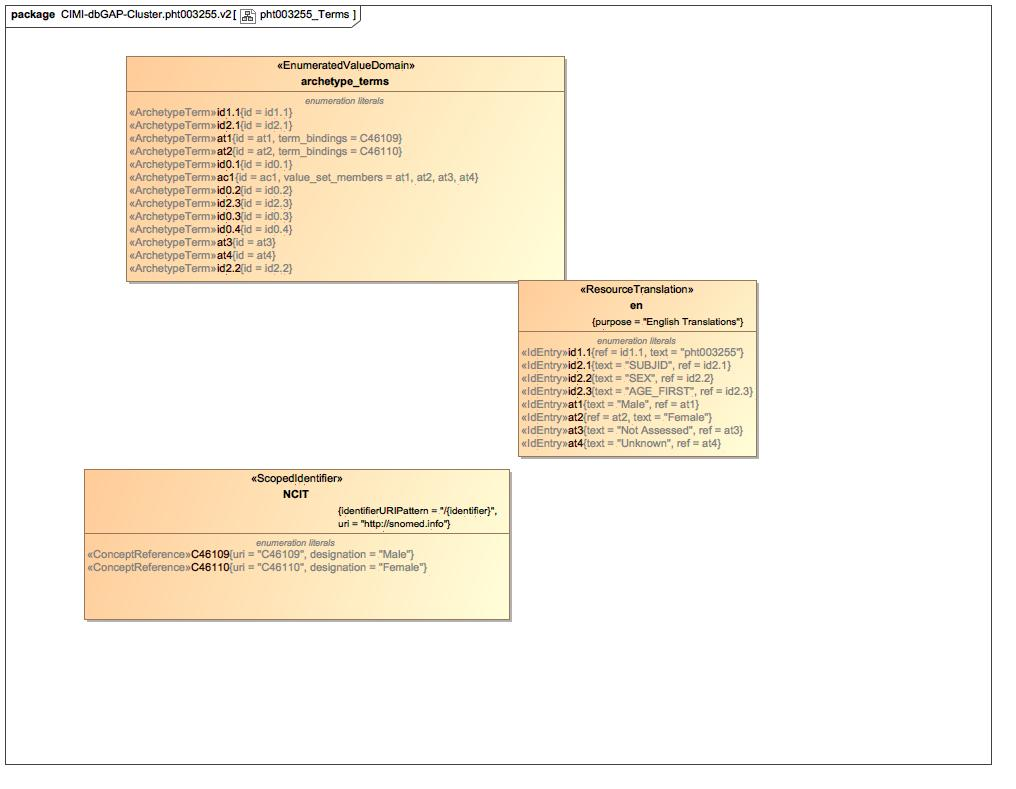 package CIMI-dbGAP-Cluster.pht003255.v2[ pht003255_Terms ]
«EnumeratedValueDomain»
archetype_terms
enumeration literals
«ArchetypeTerm»id1.1{id = id1.1}
«ArchetypeTerm»id2.1{id = id2.1}
«ArchetypeTerm»at1{id = at1, term_bindings = C46109}
«ArchetypeTerm»at2{id = at2, term_bindings = C46110}
«ArchetypeTerm»id0.1{id = id0.1}
«ArchetypeTerm»ac1{id = ac1, value_set_members = at1, at2, at3, at4}
«ArchetypeTerm»id0.2{id = id0.2}
«ArchetypeTerm»id2.3{id = id2.3}
«ArchetypeTerm»id0.3{id = id0.3}
«ArchetypeTerm»id0.4{id = id0.4}
«ArchetypeTerm»at3{id = at3}
«ArchetypeTerm»at4{id = at4}
«ArchetypeTerm»id2.2{id = id2.2}
«ResourceTranslation»
en
{purpose = "English Translations"}
enumeration literals
«IdEntry»id1.1{ref = id1.1, text = "pht003255"}
«IdEntry»id2.1{text = "SUBJID", ref = id2.1}
«IdEntry»id2.2{text = "SEX", ref = id2.2}
«IdEntry»id2.3{text = "AGE_FIRST", ref = id2.3}
«IdEntry»at1{text = "Male", ref = at1}
«IdEntry»at2{ref = at2, text = "Female"}
«IdEntry»at3{text = "Not Assessed", ref = at3}
«IdEntry»at4{text = "Unknown", ref = at4}
«ScopedIdentifier»
NCIT
{identifierURIPattern = "/{identifier}",
uri = "http://snomed.info"}
enumeration literals
«ConceptReference»C46109{uri = "C46109", designation = "Male"}
«ConceptReference»C46110{uri = "C46110", designation = "Female"}